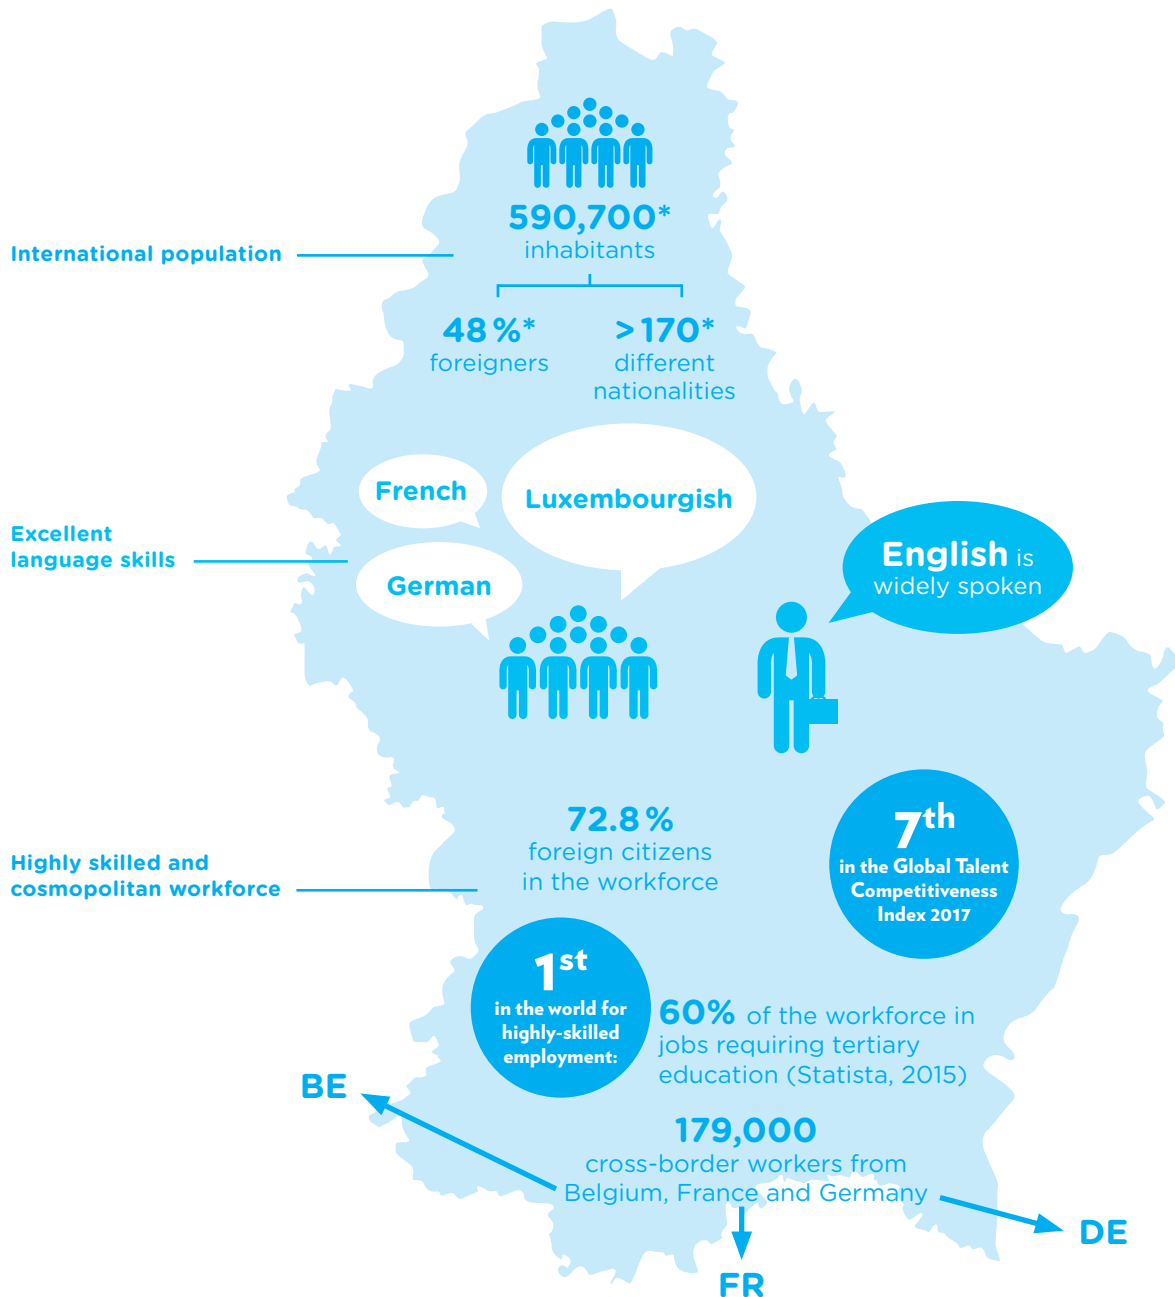 590,700*
inhabitants
International population
48 %*
foreigners
> 170*
different
nationalities
French
Luxembourgish
German
Excellent
language skills
English is
widely spoken
72.8 %
foreign citizens
in the workforce
7th
in the Global Talent
Competitiveness
Index 2017
Highly skilled and
cosmopolitan workforce
1st
in the world for
highly-skilled
employment:
60% of the workforce in
jobs requiring tertiary
education (Statista, 2015)
BE
179,000
cross-border workers from
Belgium, France and Germany
DE
FR